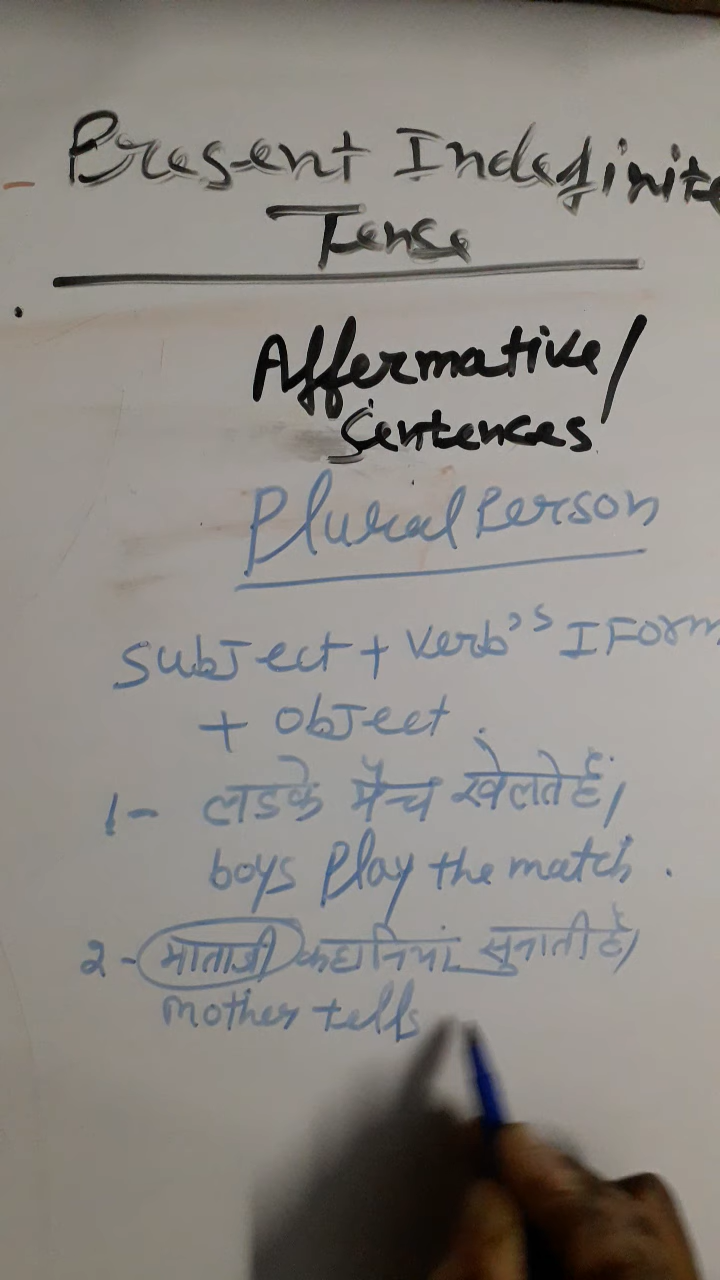 Present Indefinite
Tense
Affermative/
Sentences
Plural Person
Subject + Verb's I Form
+ Object.
1- लडके मैच खेलते हैं।
boys Play the match.
2- माताजी कहानियां सुनाती हैं।
mother tells